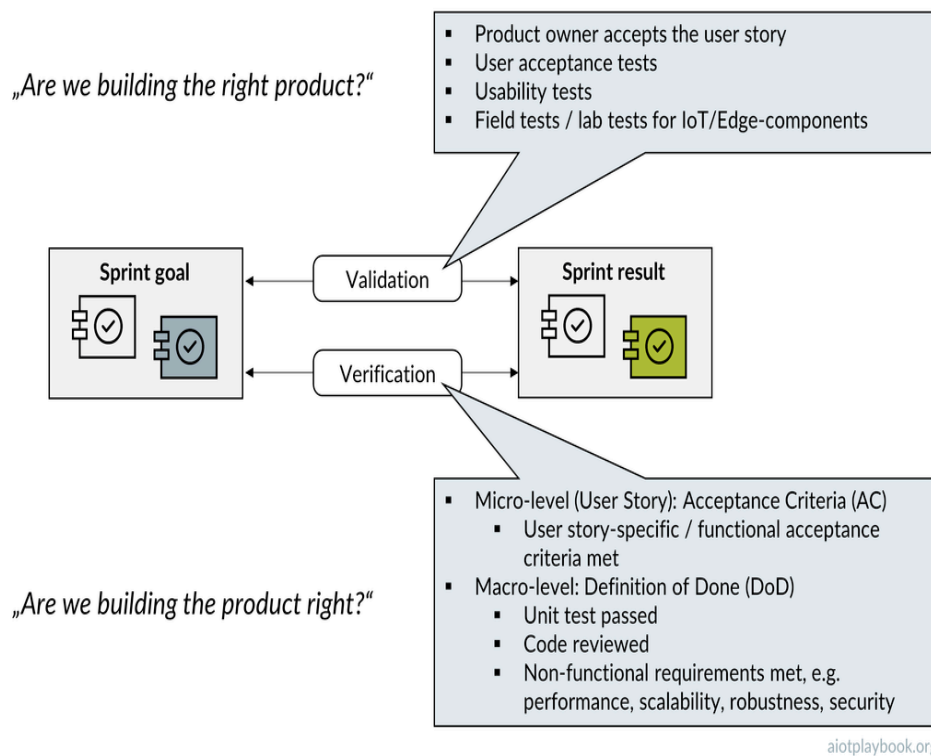 ▪ Product owner accepts the user story
▪ User acceptance tests
▪ Usability tests
▪ Field tests / lab tests for IoT/Edge-components
„Are we building the right product?“
Sprint goal
Validation
Sprint result
Verification
▪ Micro-level (User Story): Acceptance Criteria (AC)
▪ User story-specific / functional acceptance
criteria met
▪ Macro-level: Definition of Done (DoD)
▪ Unit test passed
▪ Code reviewed
▪ Non-functional requirements met, e.g.
performance, scalability, robustness, security
„Are we building the product right?“
aiotplaybook.or